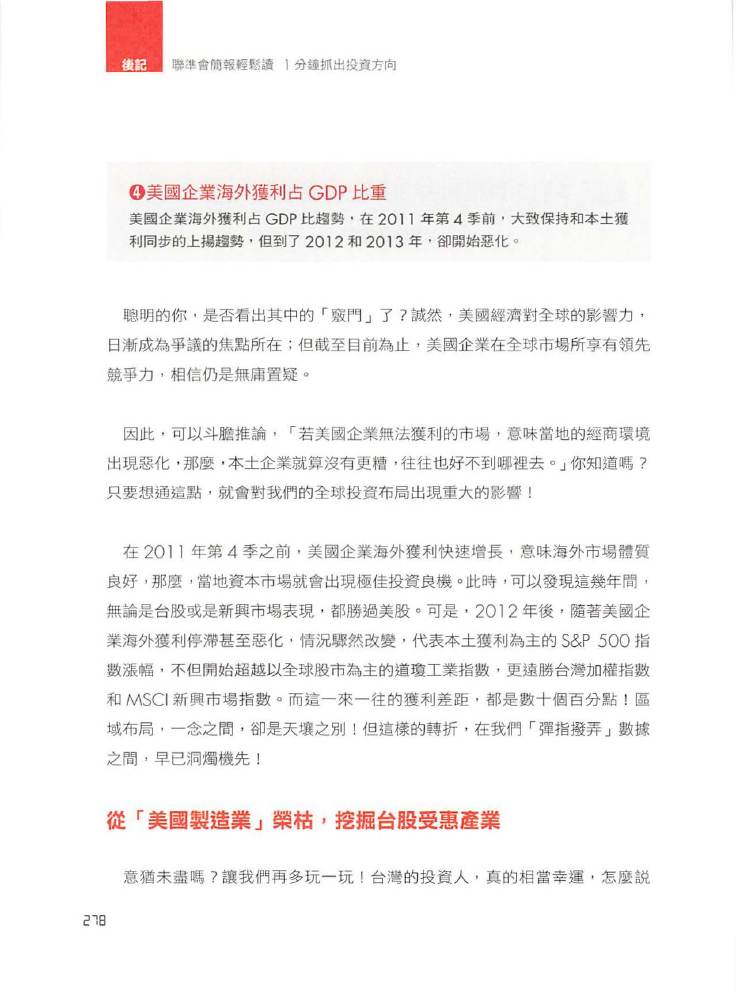 後記 聯準會簡報輕鬆讀 1分鐘抓出投資方向
❹美國企業海外獲利占 GDP 比重
美國企業海外獲利占 GDP 比趨勢，在 2011 年第 4 季前，大致保持和本土獲
利同步的上揚趨勢，但到了 2012 和 2013 年，卻開始惡化。
聰明的你，是否看出其中的「竅門」了？誠然，美國經濟對全球的影響力，
日漸成為爭議的焦點所在；但截至目前為止，美國企業在全球市場所享有領先
競爭力，相信仍是無庸置疑。
因此，可以斗膽推論，「若美國企業無法獲利的市場，意味當地的經商環境
出現惡化，那麼，本土企業就算沒有更糟，往往也好不到哪裡去。」你知道嗎？
只要想通這點，就會對我們的全球投資布局出現重大的影響！
在 2011 年第 4 季之前，美國企業海外獲利快速增長，意味海外市場體質
良好，那麼，當地資本市場就會出現極佳投資良機。此時，可以發現這幾年間，
無論是台股或是新興市場表現，都勝過美股。可是，2012 年後，隨著美國企
業海外獲利停滯甚至惡化，情況驟然改變，代表本土獲利為主的 S&P 500 指
數漲幅，不但開始超越以全球股市為主的道瓊工業指數，更遠勝台灣加權指數
和 MSCI 新興市場指數。而這一來一往的獲利差距，都是數十個百分點！區
域布局，一念之間，卻是天壤之別！但這樣的轉折，在我們「彈指撥弄」數據
之間，早已洞燭機先！
從「美國製造業」榮枯，挖掘台股受惠產業
意猶未盡嗎？讓我們再多玩一玩！台灣的投資人，真的相當幸運，怎麼説
278